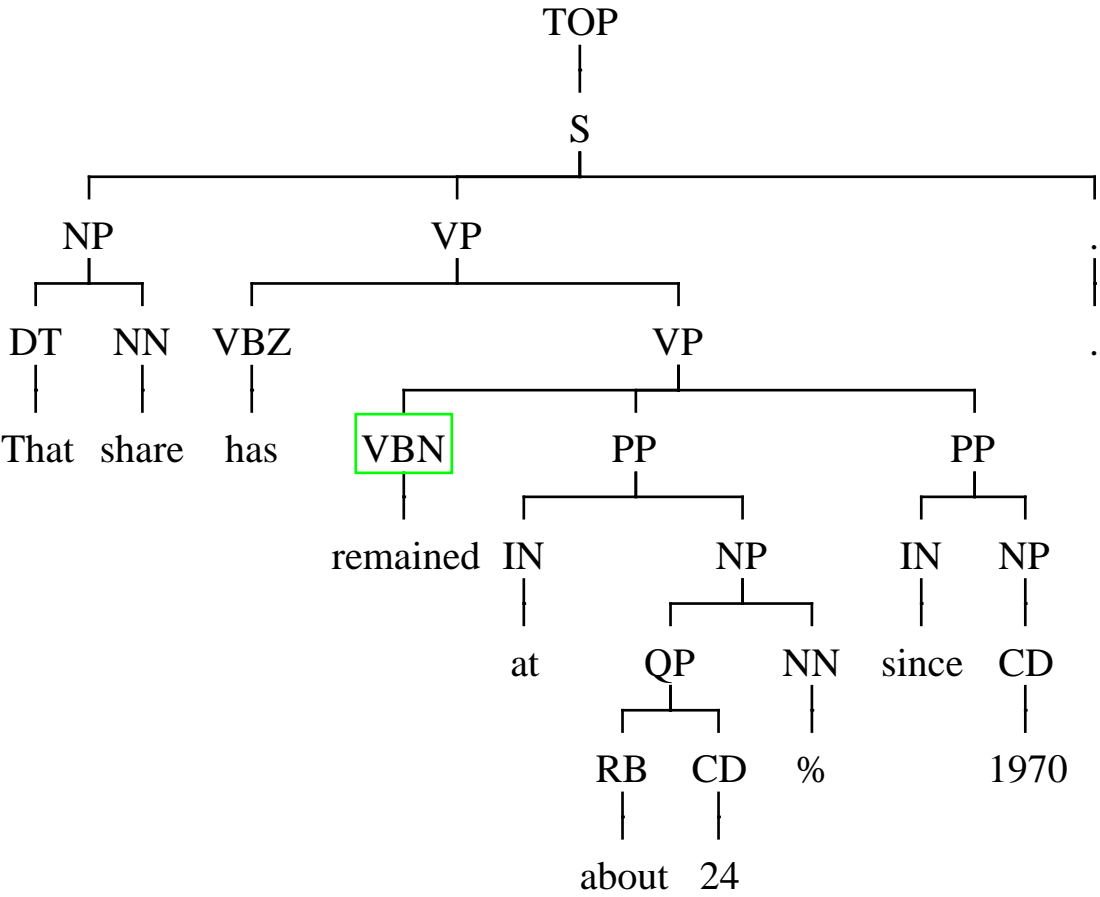 TOP
S
NP VP .
DT NN VBZ VP .
That share has VBN PP PP
remained IN NP IN NP
at QP NN since CD
RB CD % 1970
about 24